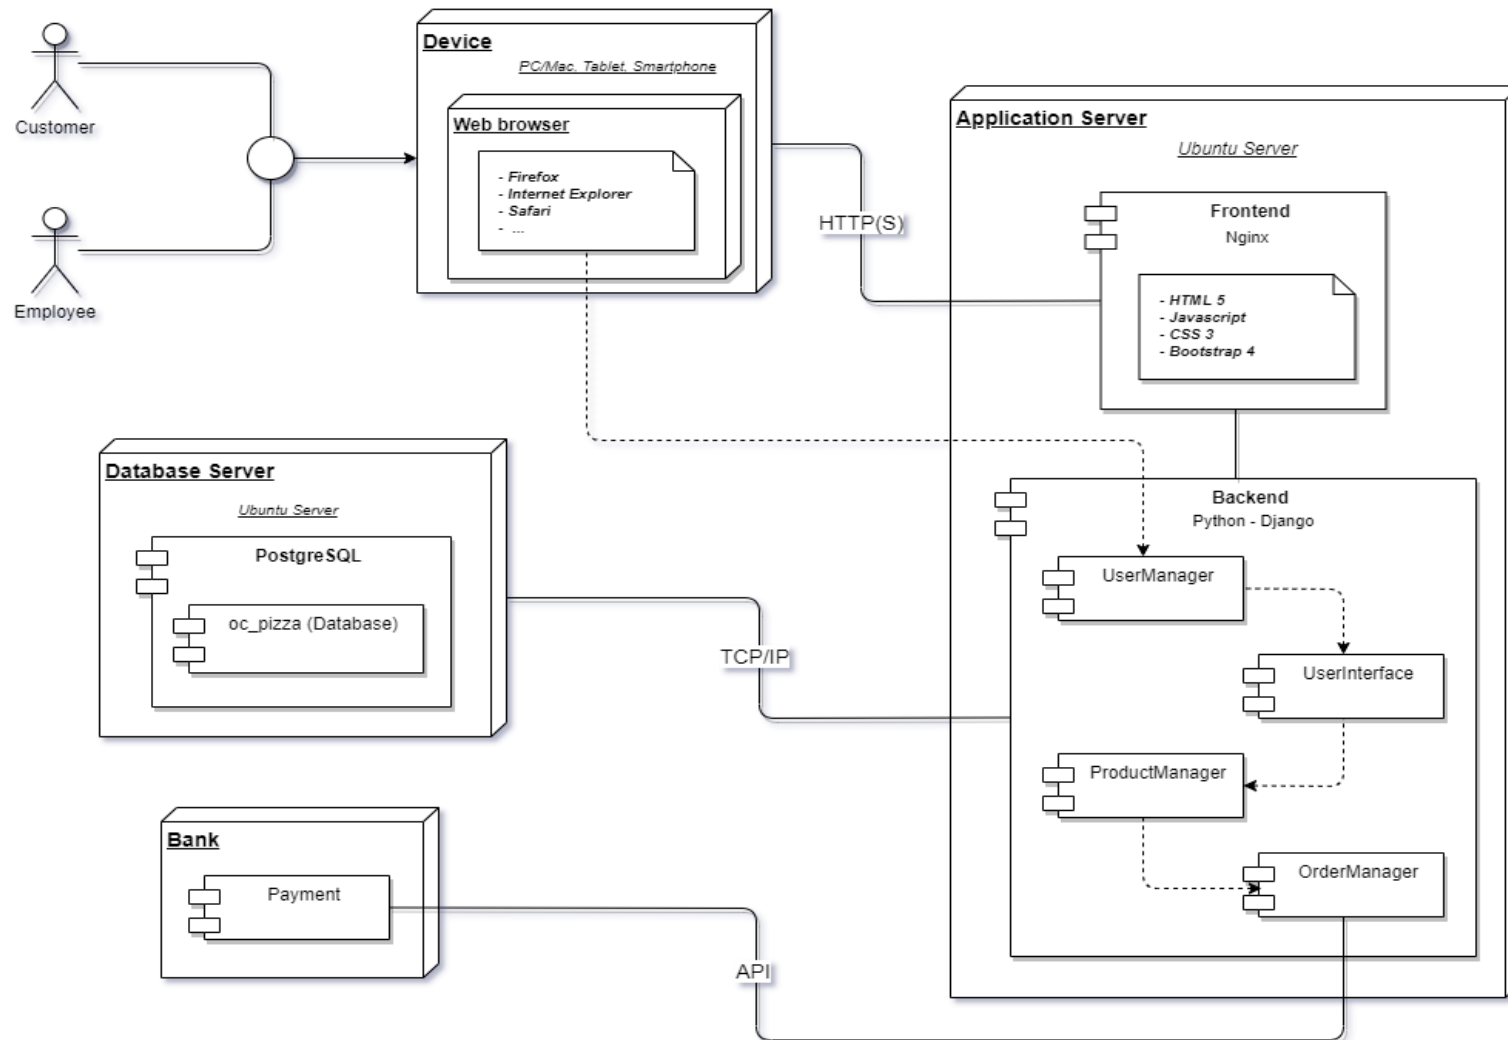 Customer
Employee
Device
PC/Mac, Tablet, Smartphone
Web browser
- Firefox
- Internet Explorer
- Safari
- ...
HTTP(S)
Application Server
Ubuntu Server
Frontend
Nginx
- HTML 5
- Javascript
- CSS 3
- Bootstrap 4
Backend
Python - Django
UserManager
UserInterface
ProductManager
OrderManager
Database Server
Ubuntu Server
PostgreSQL
oc_pizza (Database)
TCP/IP
Bank
Payment
API